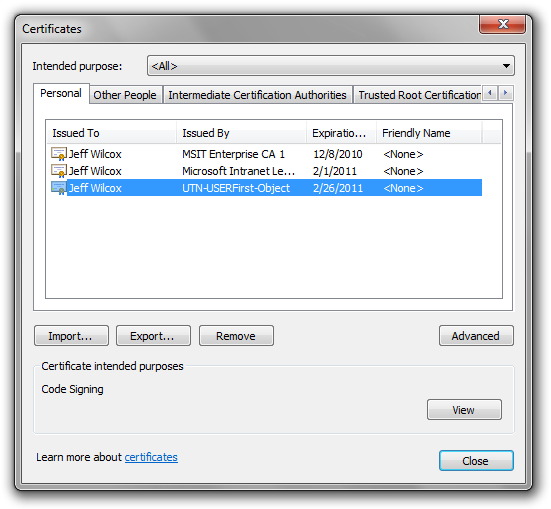 Certificates
Intended purpose: <All>
Personal Other People Intermediate Certification Authorities Trusted Root Certification
Issued To Issued By Expiratio... Friendly Name
Jeff Wilcox MSIT Enterprise CA 1 12/8/2010 <None>
Jeff Wilcox Microsoft Intranet Le... 2/1/2011 <None>
Jeff Wilcox UTN-USERFirst-Object 2/26/2011 <None>
Import... Export... Remove Advanced
Certificate intended purposes
Code Signing
View
Learn more about certificates
Close